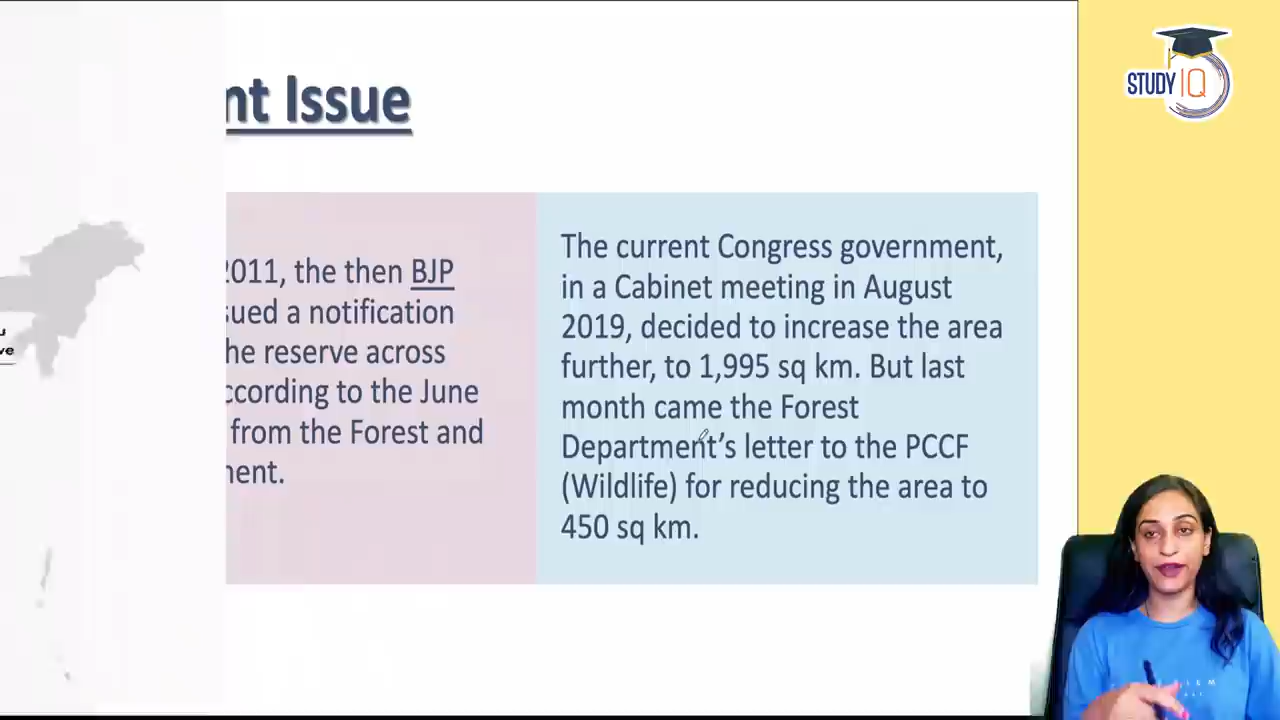 STUDY IQ
nt Issue
2011, the then BJP
sued a notification
he reserve across
ccording to the June
from the Forest and
ment.
The current Congress government,
in a Cabinet meeting in August
2019, decided to increase the area
further, to 1,995 sq km. But last
month came the Forest
Department’s letter to the PCCF
(Wildlife) for reducing the area to
450 sq km.
u
ve